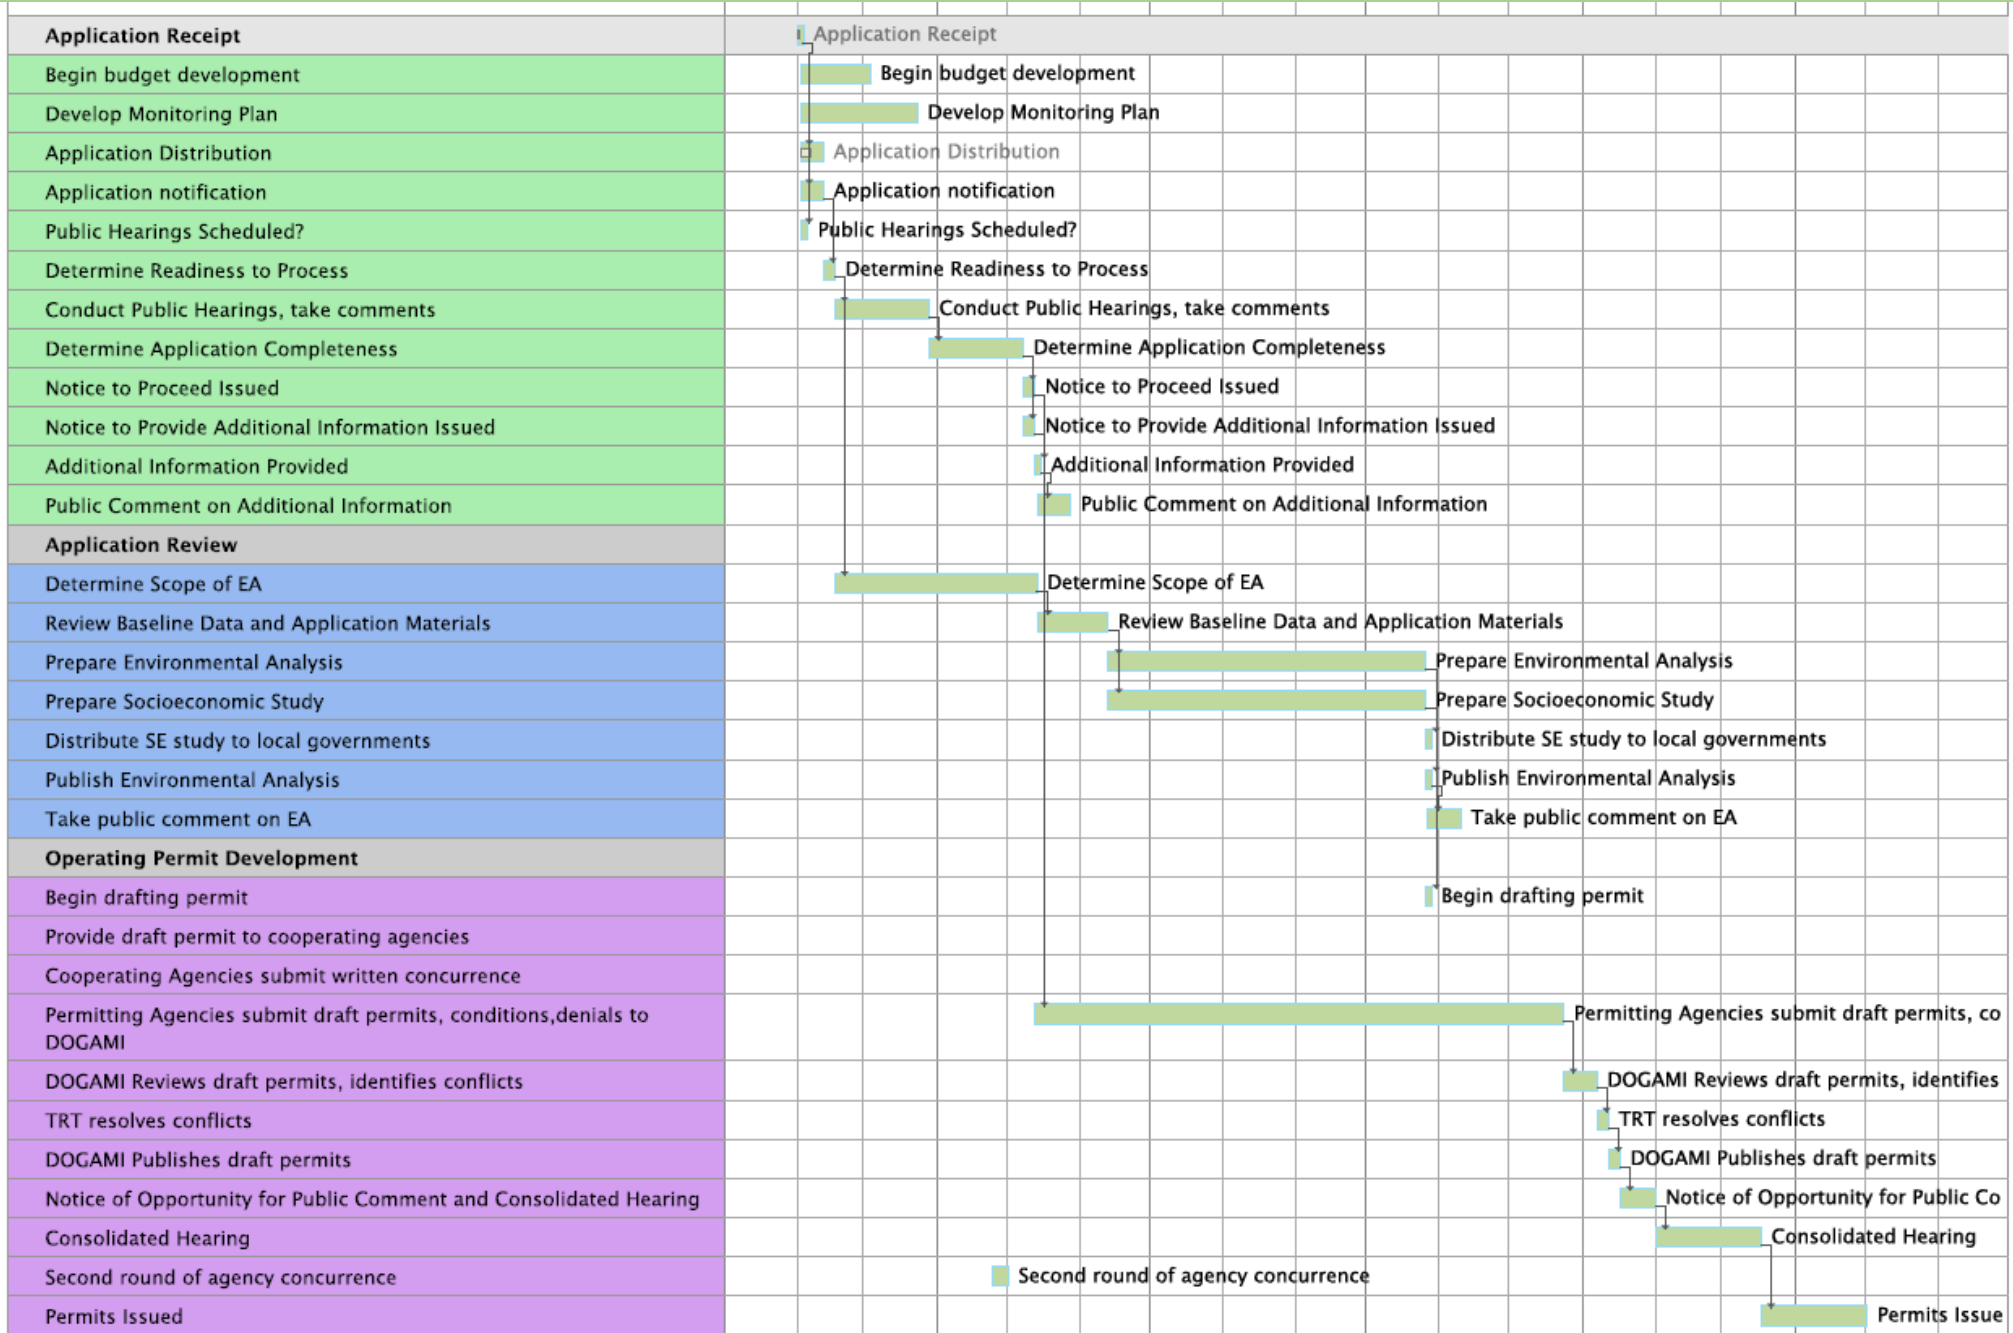 Application Receipt Application Receipt
Begin budget development Begin budget development
Develop Monitoring Plan Develop Monitoring Plan
Application Distribution Application Distribution
Application notification Application notification
Public Hearings Scheduled? Public Hearings Scheduled?
Determine Readiness to Process Determine Readiness to Process
Conduct Public Hearings, take comments Conduct Public Hearings, take comments
Determine Application Completeness Determine Application Completeness
Notice to Proceed Issued Notice to Proceed Issued
Notice to Provide Additional Information Issued Notice to Provide Additional Information Issued
Additional Information Provided Additional Information Provided
Public Comment on Additional Information Public Comment on Additional Information
Application Review
Determine Scope of EA Determine Scope of EA
Review Baseline Data and Application Materials Review Baseline Data and Application Materials
Prepare Environmental Analysis Prepare Environmental Analysis
Prepare Socioeconomic Study Prepare Socioeconomic Study
Distribute SE study to local governments Distribute SE study to local governments
Publish Environmental Analysis Publish Environmental Analysis
Take public comment on EA Take public comment on EA
Operating Permit Development
Begin drafting permit Begin drafting permit
Provide draft permit to cooperating agencies
Cooperating Agencies submit written concurrence
Permitting Agencies submit draft permits, conditions,denials to Permitting Agencies submit draft permits, co
DOGAMI
DOGAMI Reviews draft permits, identifies conflicts DOGAMI Reviews draft permits, identifies
TRT resolves conflicts TRT resolves conflicts
DOGAMI Publishes draft permits DOGAMI Publishes draft permits
Notice of Opportunity for Public Comment and Consolidated Hearing Notice of Opportunity for Public Co
Consolidated Hearing Consolidated Hearing
Second round of agency concurrence Second round of agency concurrence
Permits Issued Permits Issue